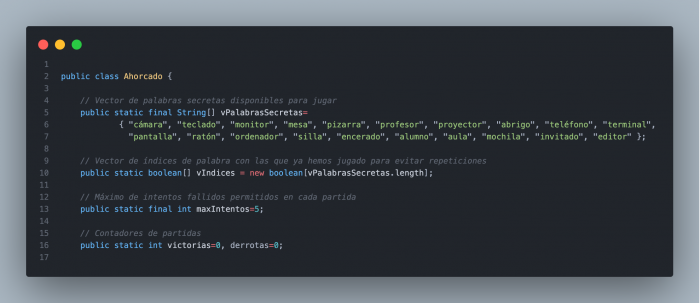 1
2 public class Ahorcado {
3
4 // Vector de palabras secretas disponibles para jugar
5 public static final String[] vPalabrasSecretas=
6 { "cámara", "teclado", "monitor", "mesa", "pizarra", "profesor", "proyector", "abrigo", "teléfono", "terminal",
7 "pantalla", "ratón", "ordenador", "silla", "encerado", "alumno", "aula", "mochila", "invitado", "editor" };
8
9 // Vector de índices de palabra con las que ya hemos jugado para evitar repeticiones
10 public static boolean[] vIndices = new boolean[vPalabrasSecretas.length];
11
12 // Máximo de intentos fallidos permitidos en cada partida
13 public static final int maxIntentos=5;
14
15 // Contadores de partidas
16 public static int victorias=0, derrotas=0;
17